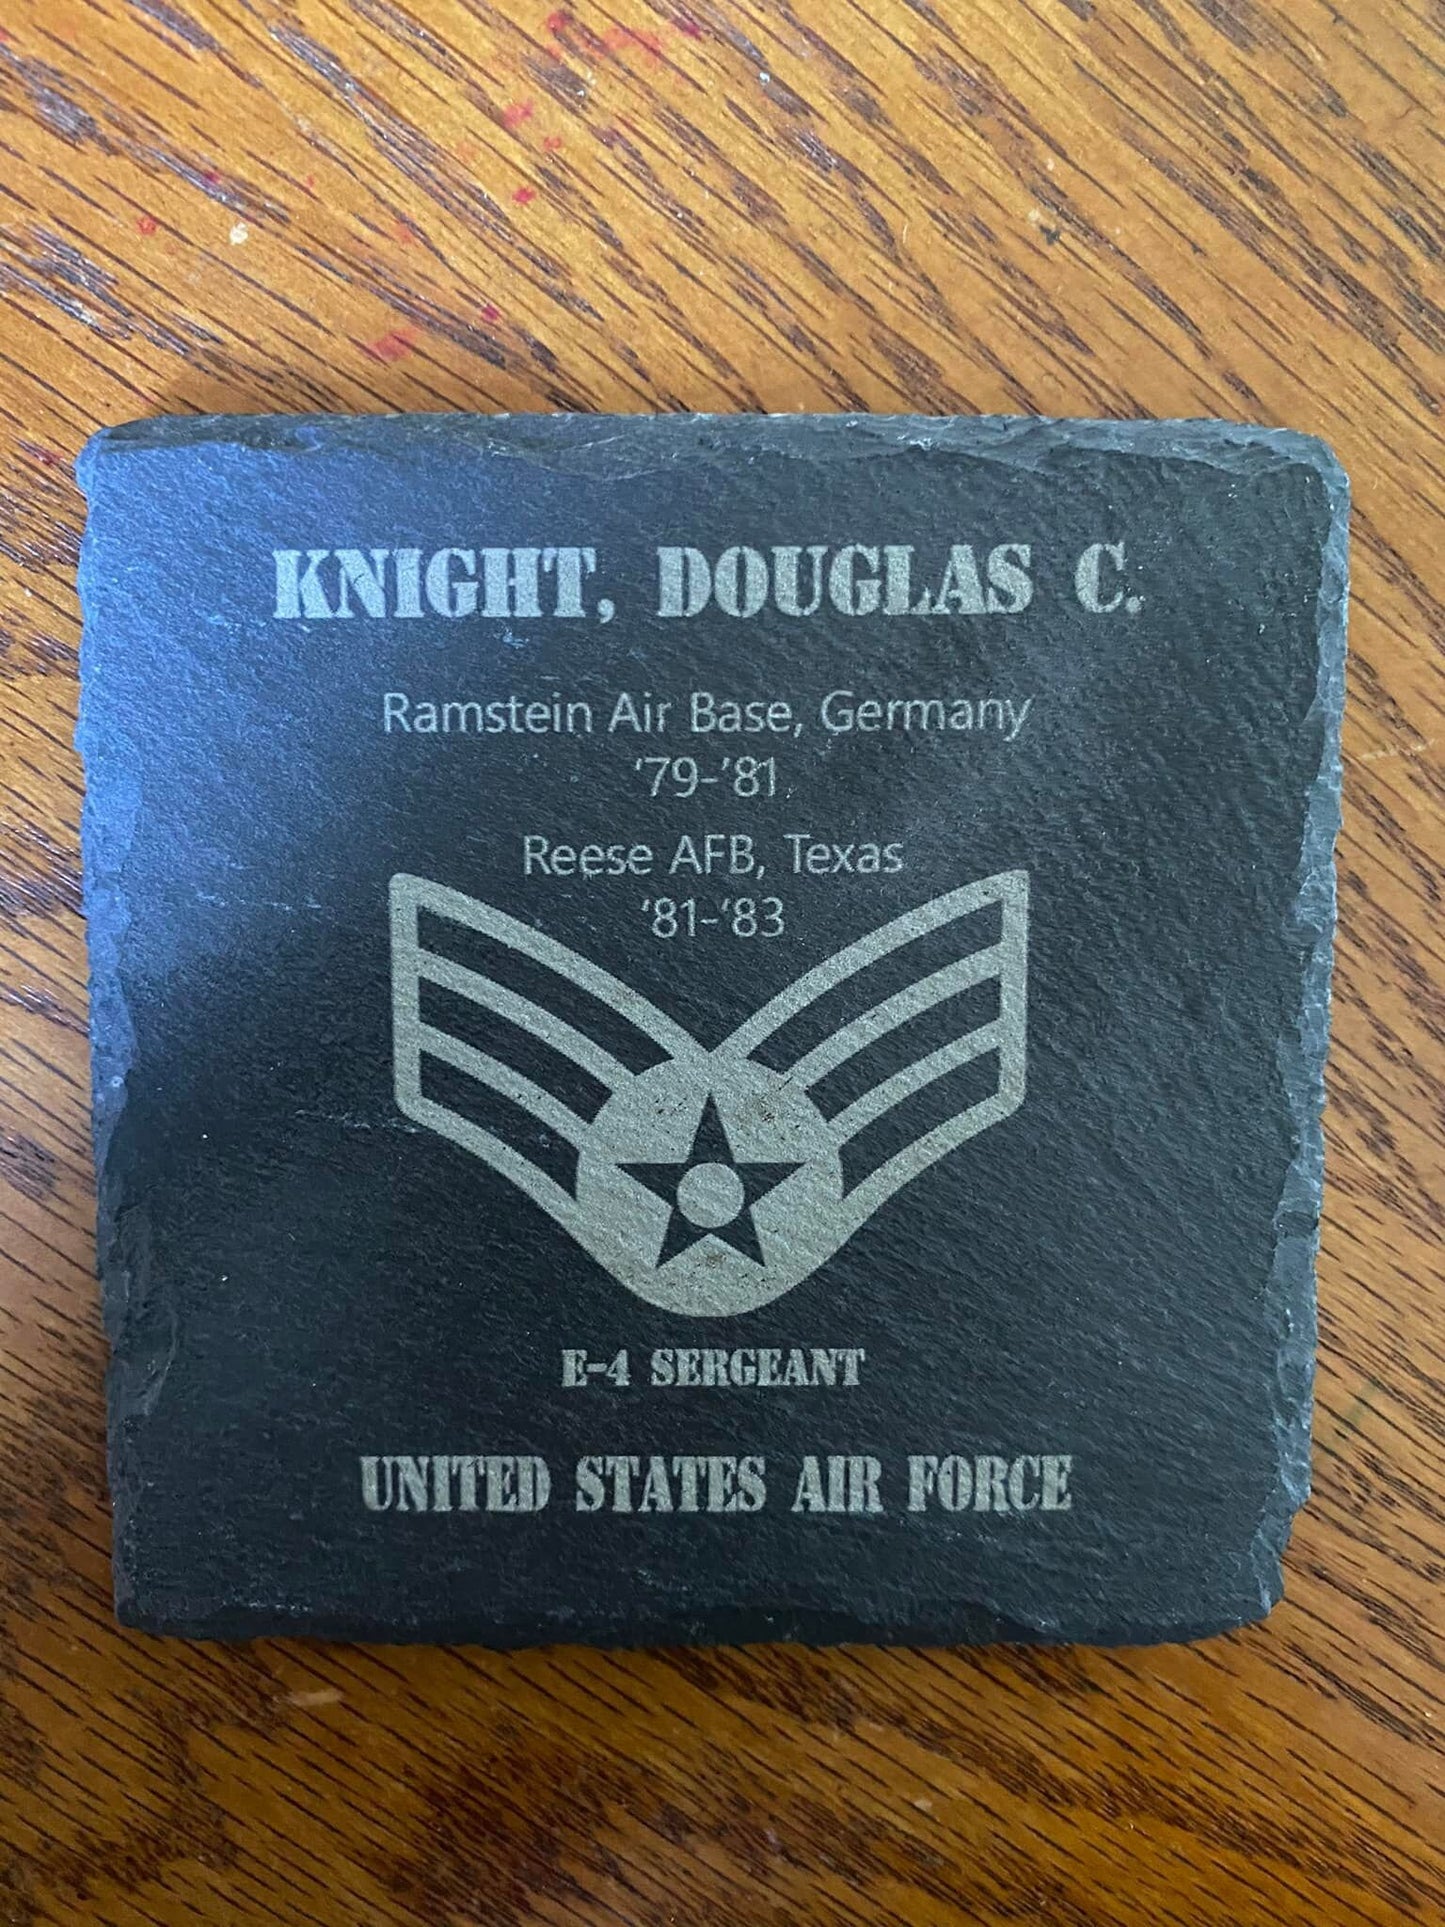 KNIGHT, DOUGLAS C.
Ramstein Air Base, Germany
‘79-’81
Reese AFB, Texas
‘81-‘83
E-4 SERGEANT
UNITED STATES AIR FORCE